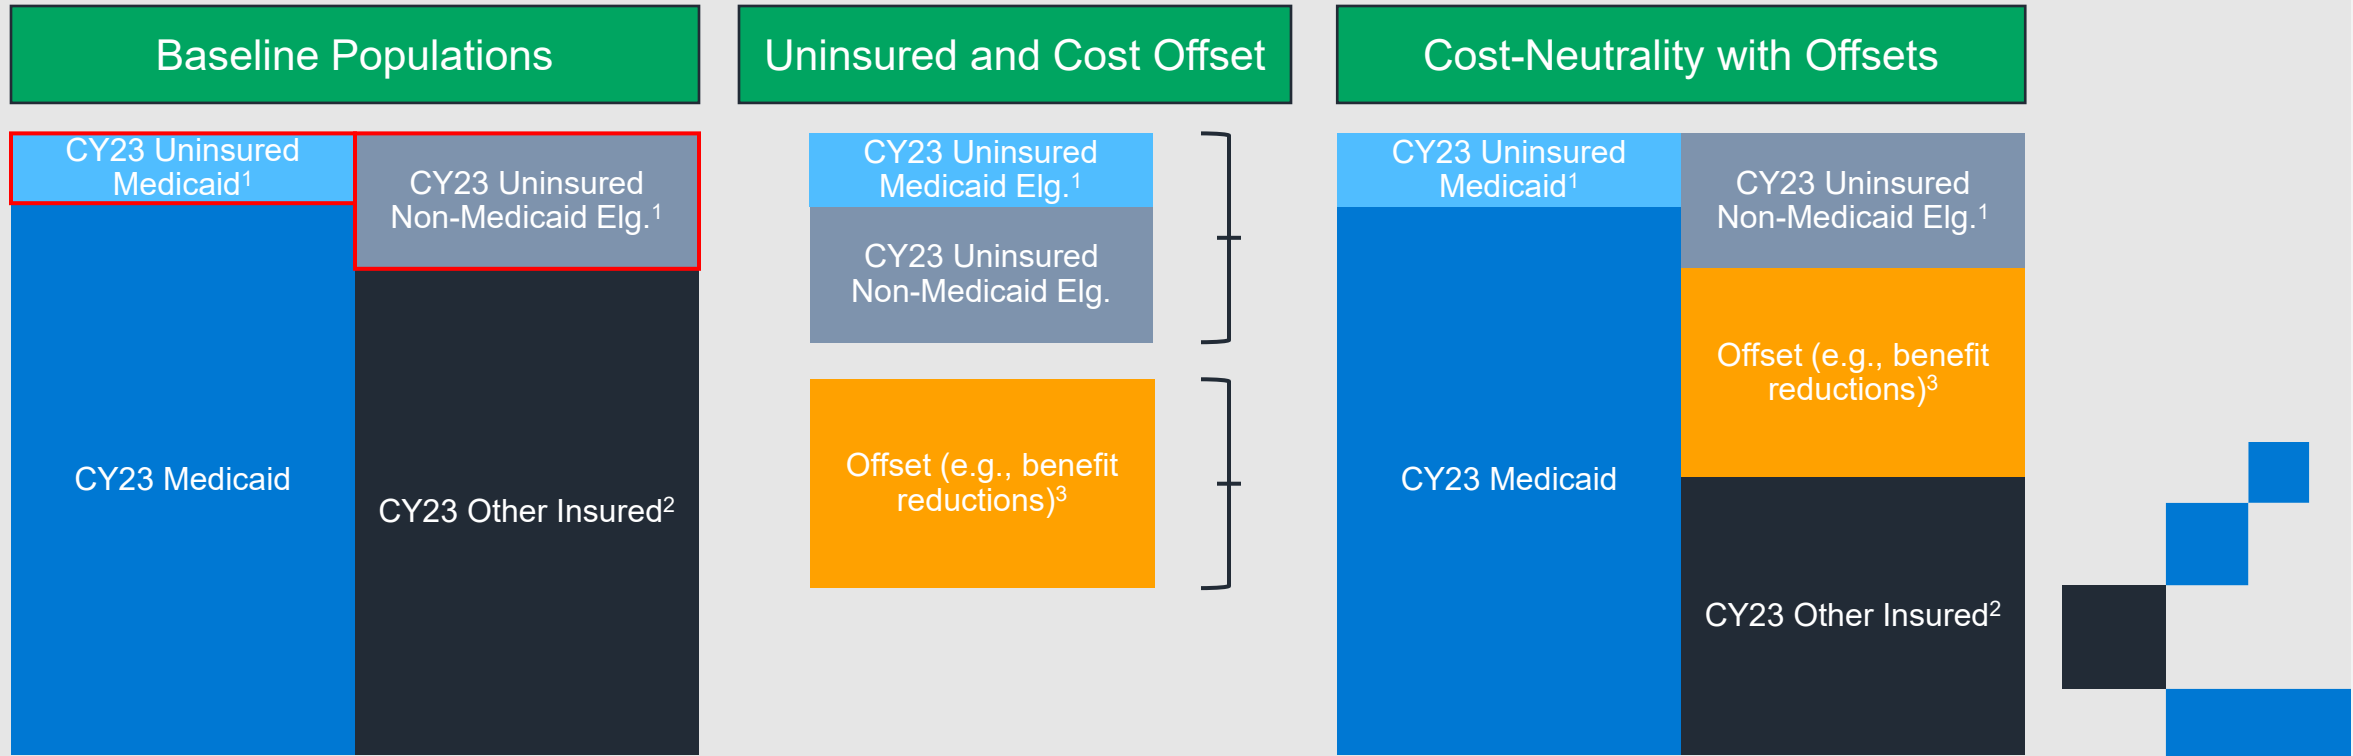 Baseline Populations
Uninsured and Cost Offset
Cost-Neutrality with Offsets
CY23 Uninsured
Medicaid¹
CY23 Uninsured
Non-Medicaid Elg.¹
CY23 Medicaid
CY23 Other Insured²
CY23 Uninsured
Medicaid Elg.¹
CY23 Uninsured
Non-Medicaid Elg.
Offset (e.g., benefit
reductions)³
CY23 Uninsured
Medicaid¹
CY23 Uninsured
Non-Medicaid Elg.¹
Offset (e.g., benefit
reductions)³
CY23 Medicaid
CY23 Other Insured²